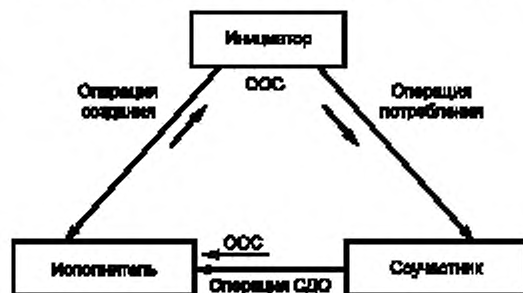 Инициатор
ООС
Операция
создания
Операция
потребления
ООС
Исполнитель
Соучастник
Операция СДО